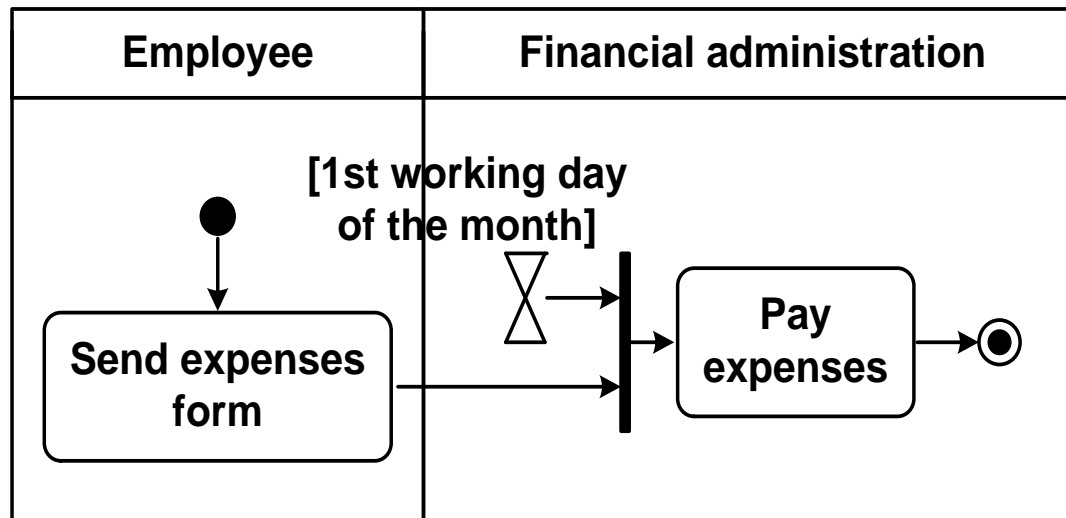 Employee
Financial administration
[1st working day
of the month]
Send expenses
form
Pay
expenses